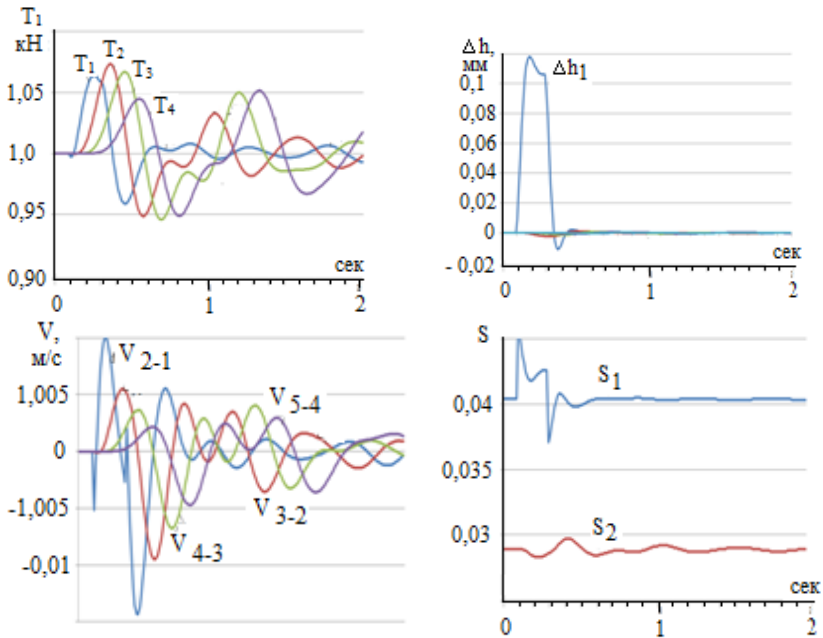 T₁
кН
T₁
T₂
T₃
T₄
1,05
1,0
0,95
0,90
сек
0
1
2
Δh,
мм
Δh₁
0,1
0,08
0,06
0,04
0,02
0
- 0,02
сек
0
1
2
V,
м/с
V 2-1
1,005
V 5-4
0
-1,005
V 3-2
V 4-3
-0,01
S
S₁
0,04
0,035
S₂
0,03
сек
0
1
2